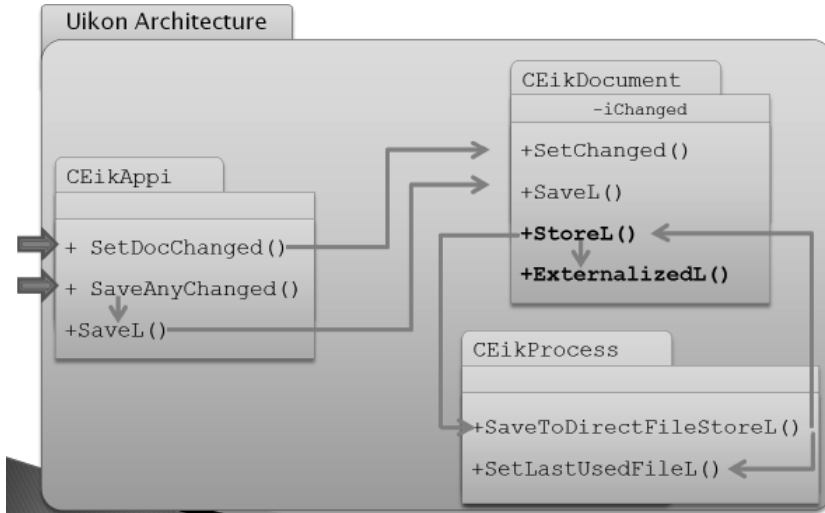 Uikon Architecture
CEikDocument
-iChanged
+SetChanged()
+SaveL()
+StoreL()
+ExternalizedL()
CEikAppi
+ SetDocChanged()
+ SaveAnyChanged()
+SaveL()
CEikProcess
+SaveToDirectFileStoreL()
+SetLastUsedFileL()